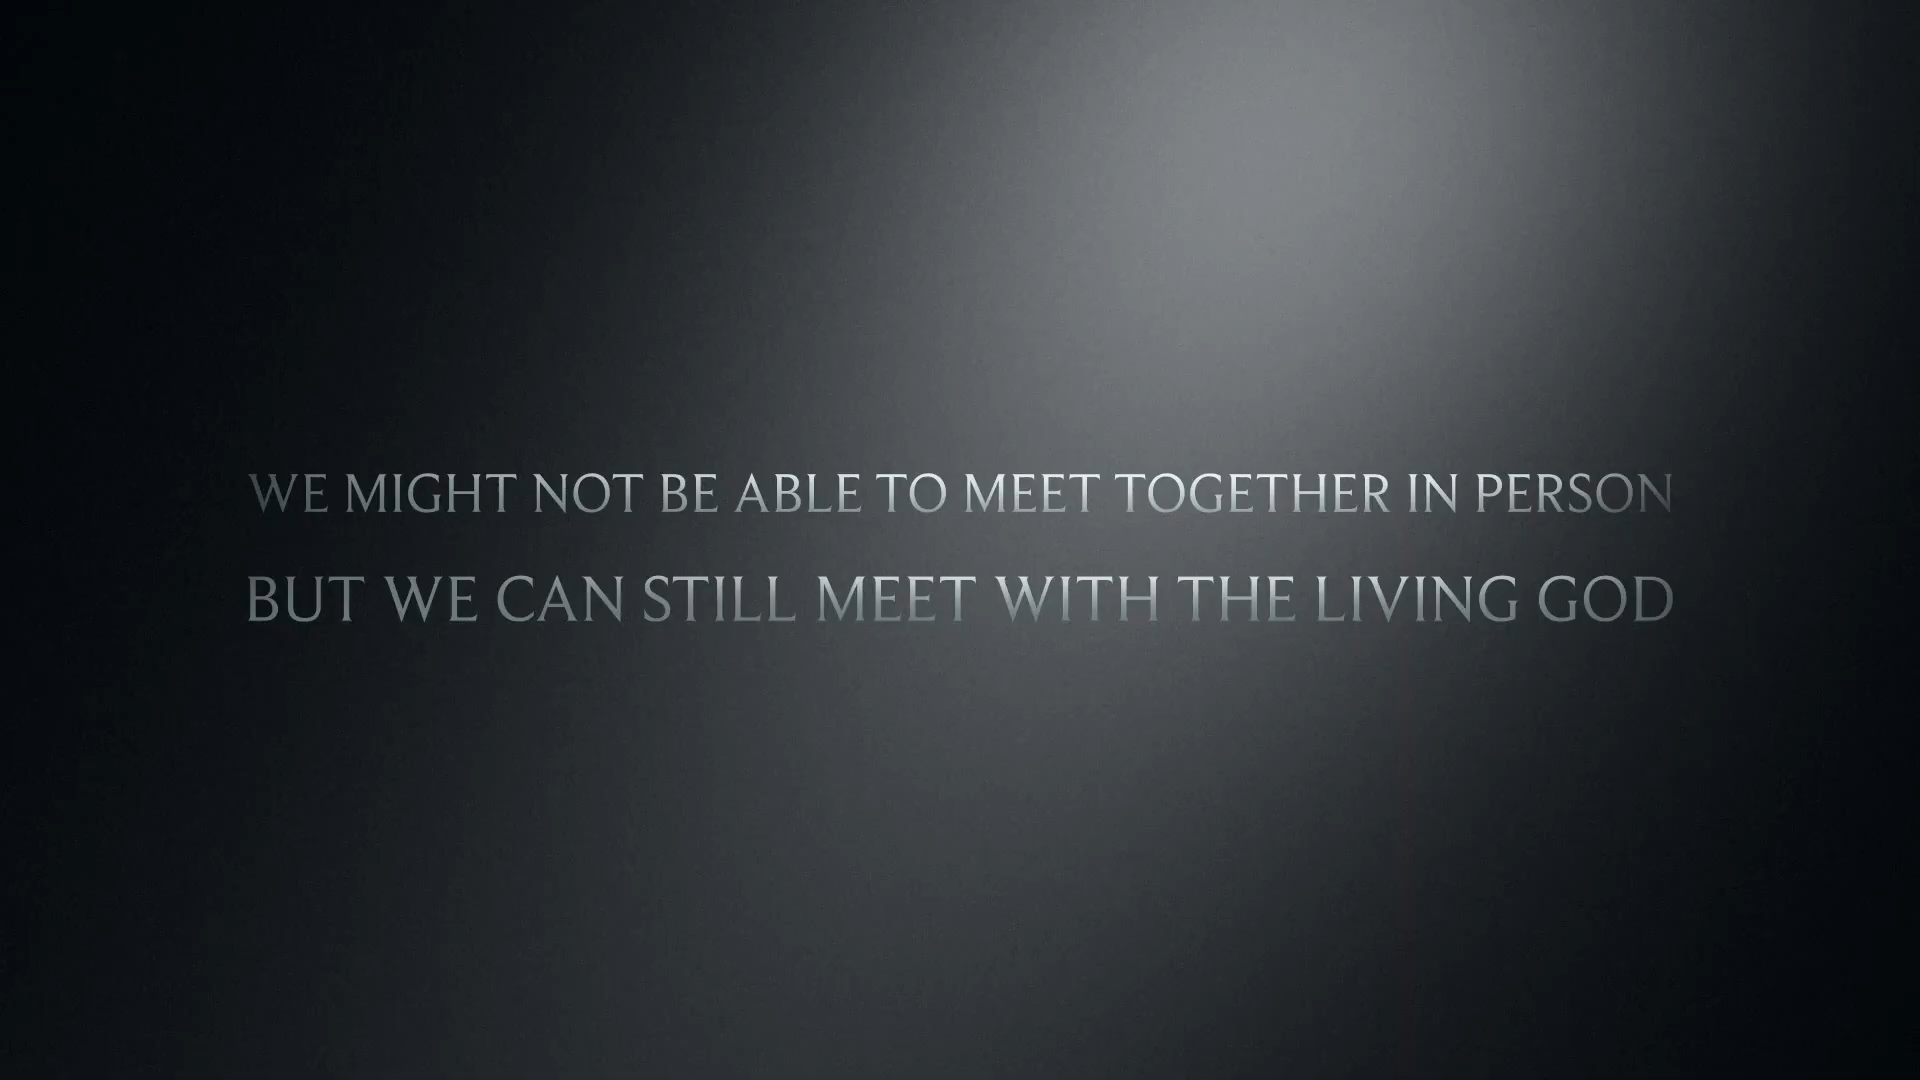 WE MIGHT NOT BE ABLE TO MEET TOGETHER IN PERSON
BUT WE CAN STILL MEET WITH THE LIVING GOD